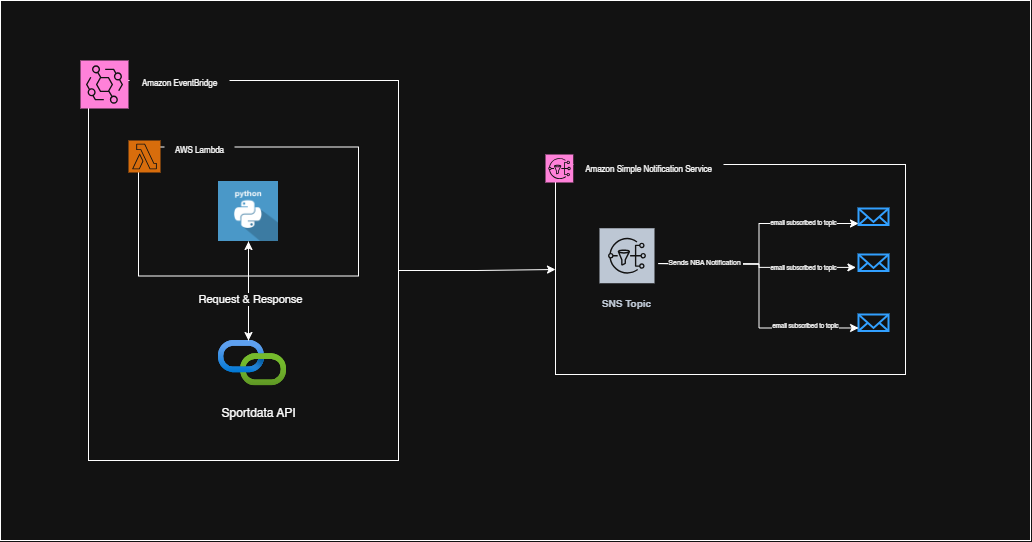 Amazon EventBridge
AWS Lambda
python
Request & Response
Sportdata API
Amazon Simple Notification Service
SNS Topic
Sends NBA Notification
email subscribed to topic
email subscribed to topic
email subscribed to topic